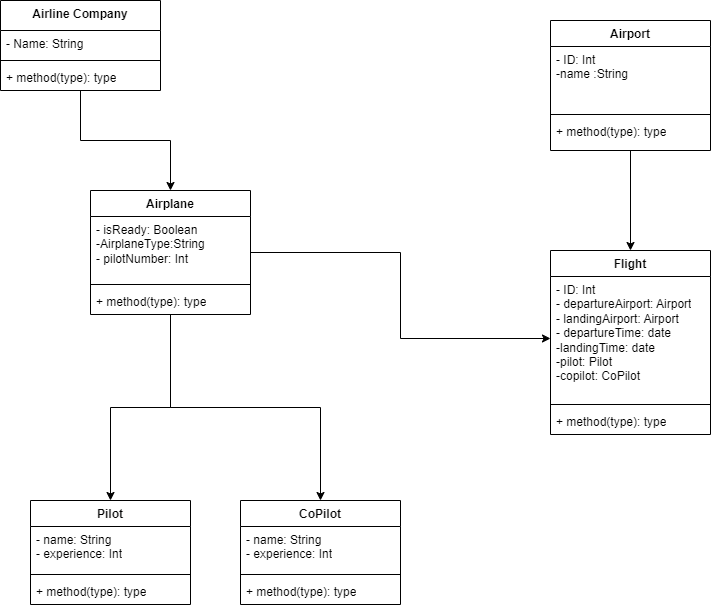 Airline Company
- Name: String
+ method(type): type
Airport
- ID: Int
-name :String
+ method(type): type
Airplane
- isReady: Boolean
-AirplaneType:String
- pilotNumber: Int
+ method(type): type
Flight
- ID: Int
- departureAirport: Airport
- landingAirport: Airport
- departureTime: date
-landingTime: date
-pilot: Pilot
-copilot: CoPilot
+ method(type): type
Pilot
- name: String
- experience: Int
+ method(type): type
CoPilot
- name: String
- experience: Int
+ method(type): type